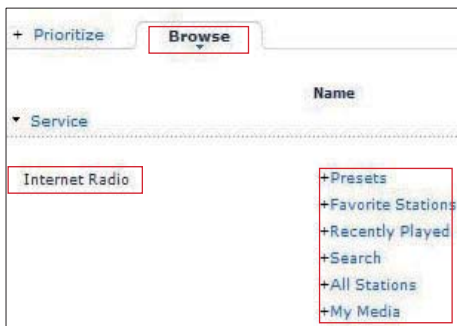 + Prioritize Browse
Name
▼ Service
Internet Radio +Presets
+Favorite Stations
+Recently Played
+Search
+All Stations
+My Media